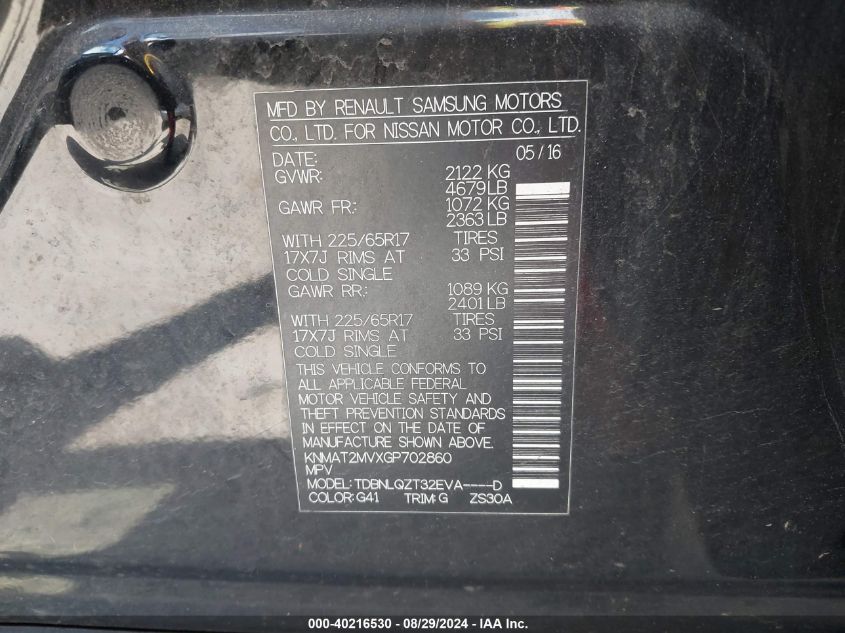 MFD BY RENAULT SAMSUNG MOTORS
CO., LTD. FOR NISSAN MOTOR CO., LTD.
DATE: 05/16
GVWR: 2122 KG
4679LB
GAWR FR: 1072 KG
2363LB
WITH 225/65R17 TIRES
17X7J RIMS AT 33 PSI
COLD SINGLE
GAWR RR: 1089 KG
2401LB
WITH 225/65R17 TIRES
17X7J RIMS AT 33 PSI
COLD SINGLE
THIS VEHICLE CONFORMS TO
ALL APPLICABLE FEDERAL
MOTOR VEHICLE SAFETY AND
THEFT PREVENTION STANDARDS
IN EFFECT ON THE DATE OF
MANUFACTURE SHOWN ABOVE.
KNMAT2MVXGP702860
MPV
MODEL: TDBNLQZT32EVA----D
COLOR: G41 TRIM: G ZS30A
000-40216530 - 08/29/2024 - IAA Inc.